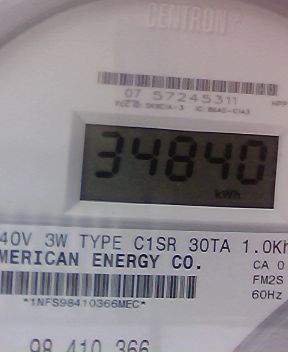 CENTRON
07 57245311
34840
kWh
40V 3W TYPE C1SR 30TA 1.0Kh
MERICAN ENERGY CO.
CA 0
FM2S
60Hz
*1NFS98410366MEC*
98 410 366